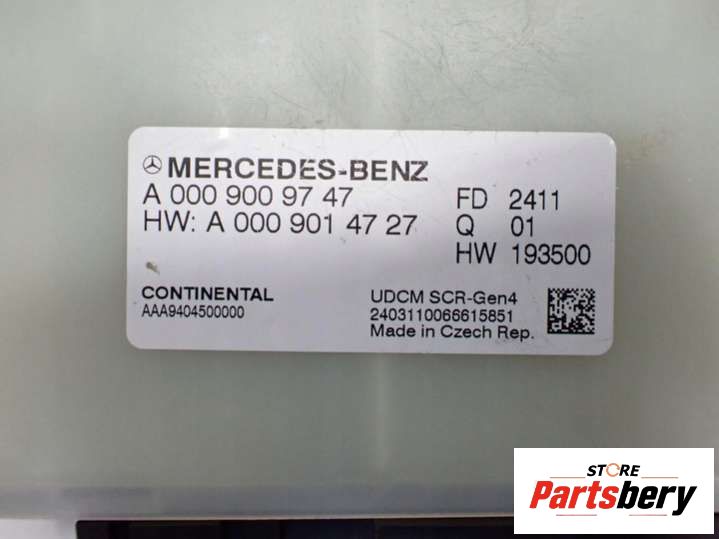 MERCEDES-BENZ
A 000 900 97 47
HW: A 000 901 47 27
FD 2411
Q 01
HW 193500
CONTINENTAL
AAA9404500000
UDCM SCR-Gen4
2403110066615851
Made in Czech Rep.
STORE
Partsbery